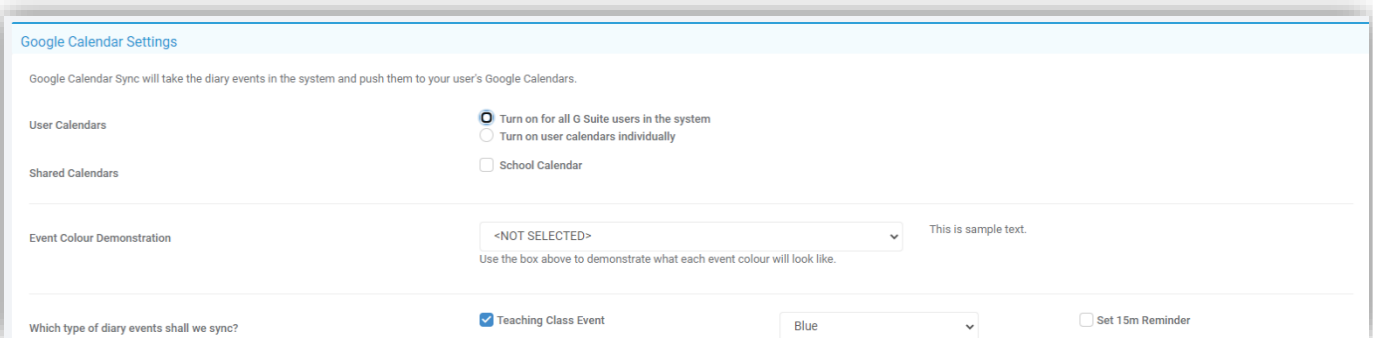 Google Calendar Settings
Google Calendar Sync will take the diary events in the system and push them to your user's Google Calendars.
User Calendars
Turn on for all G Suite users in the system
Turn on user calendars individually
Shared Calendars
School Calendar
Event Colour Demonstration
<NOT SELECTED>
This is sample text.
Use the box above to demonstrate what each event colour will look like.
Which type of diary events shall we sync?
Teaching Class Event
Blue
Set 15m Reminder